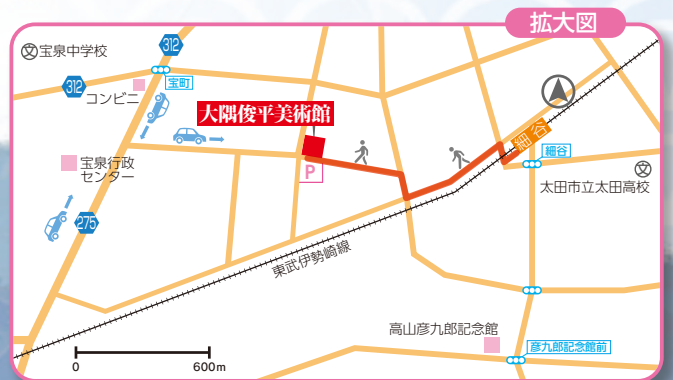 拡大図
文 宝泉中学校
312
312
宝町
コンビニ
大隅俊平美術館
P
宝泉行政
センター
275
細谷
細谷
文
太田市立太田高校
東武伊勢崎線
高山彦九郎記念館
彦九郎記念館前
0 600m